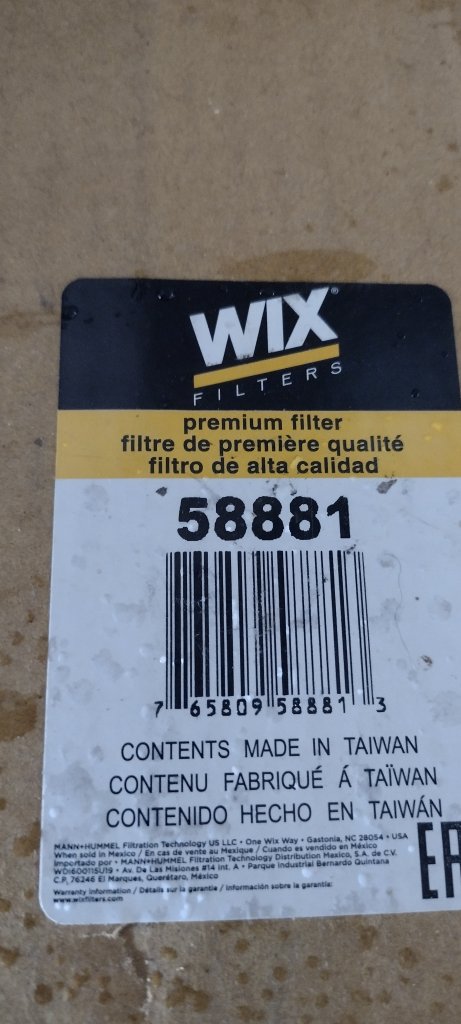 WIX®
FILTERS
premium filter
filtre de première qualité
filtro de alta calidad
58881
7 65809 58881 3
CONTENTS MADE IN TAIWAN
CONTENU FABRIQUÉ Á TAÏWAN
CONTENIDO HECHO EN TAIWÁN
MANN+HUMMEL Filtration Technology US LLC • One Wix Way • Gastonia, NC 28054 • USA
When sold in Mexico / En cas de vente au Mexique / Cuando es vendido en México
Importado por • MANN+HUMMEL Filtration Technology Distribution Mexico, S.A. de C.V.
WDI600115U19 • Av. De Las Misiones #14 int. A • Parque Industrial Bernardo Quintana
C.P. 76246 El Marques, Querétaro, México
Warranty information / Détails sur la garantie / Información sobre la garantía:
www.wixfilters.com